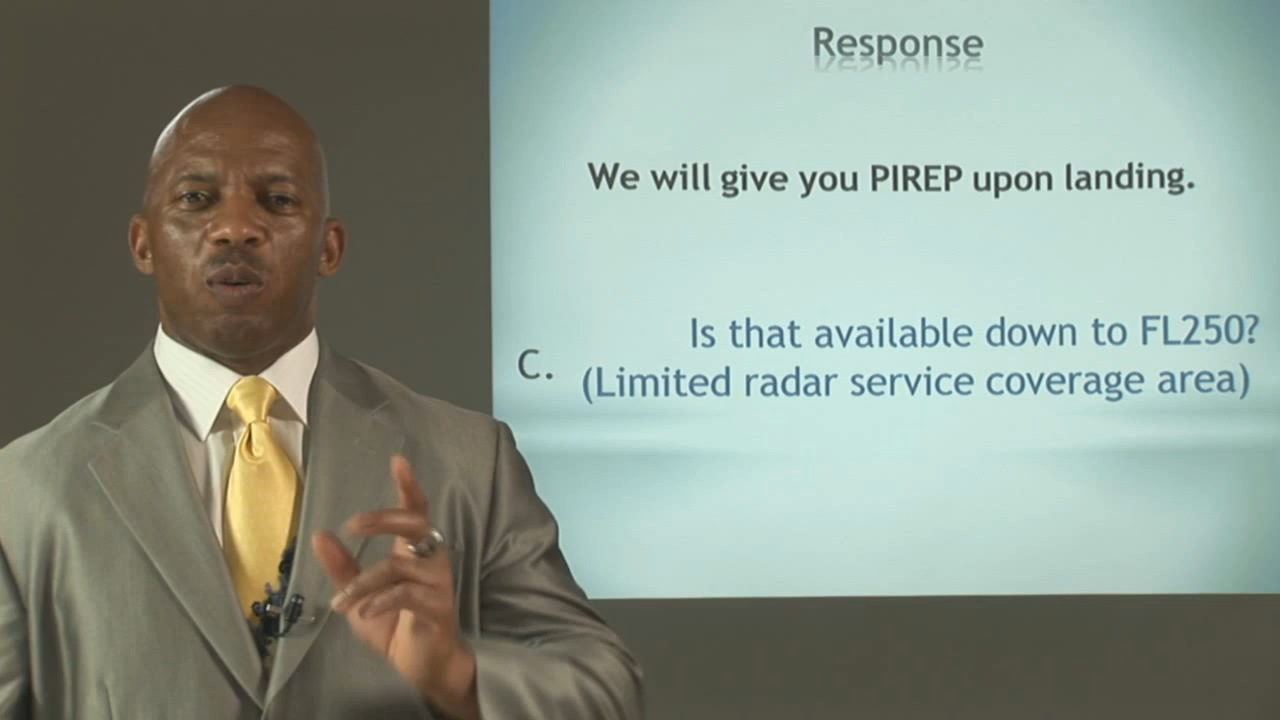 Response
We will give you PIREP upon landing.
Is that available down to FL250?
C.
(Limited radar service coverage area)